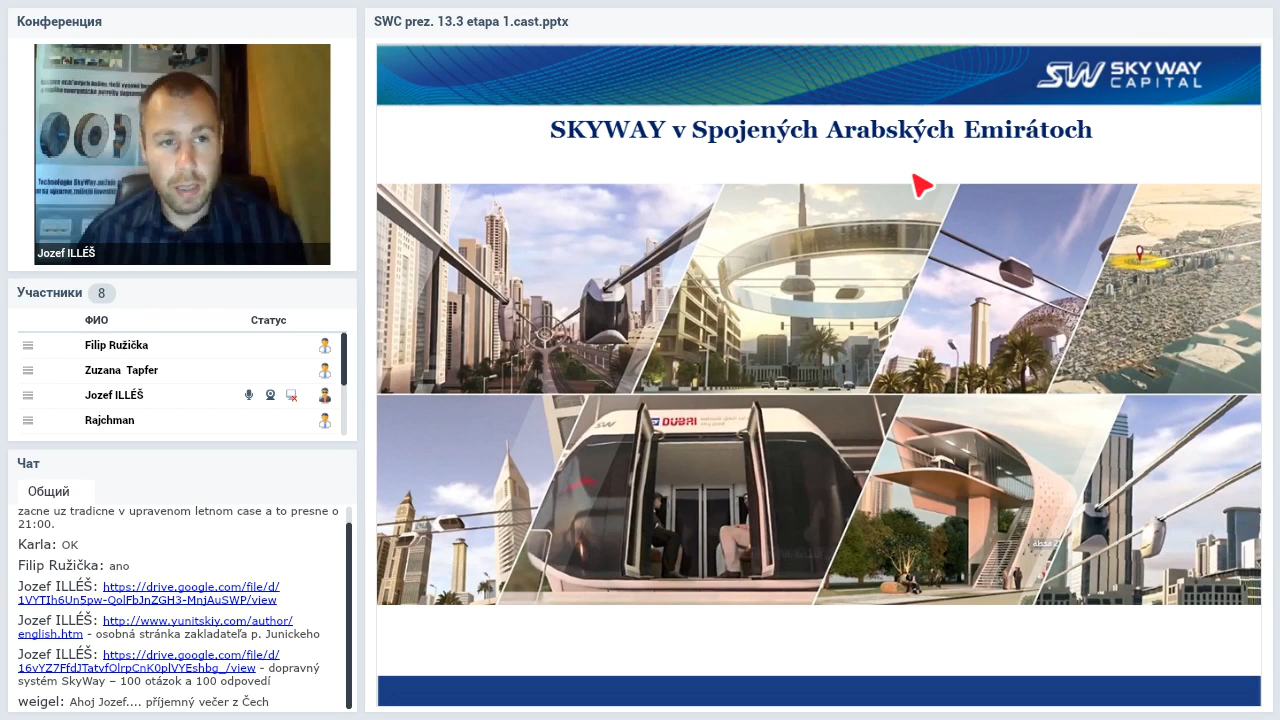 Конференция
Jozef ILLÉŠ
Участники 8
ФИО Статус
Filip Ružička
Zuzana Tapfer
Jozef ILLÉŠ
Rajchman
Чат
Общий
zacne uz tradicne v upravenom letnom case a to presne o
21:00.
Karla: OK
Filip Ružička: ano
Jozef ILLÉŠ: https://drive.google.com/file/d/
1VYTIh6Un5pw-QolFbJnZGH3-MnjAuSWP/view
Jozef ILLÉŠ: http://www.yunitskiy.com/author/
english.htm - osobná stránka zakladateľa p. Junickeho
Jozef ILLÉŠ: https://drive.google.com/file/d/
16vYZ7FfdJTatvfOlrpCnK0plVYEshbg_/view - dopravný
systém SkyWay – 100 otázok a 100 odpovedí
weigel: Ahoj Jozef.... příjemný večer z Čech
SWC prez. 13.3 etapa 1.cast.pptx
SKY WAY
CAPITAL
SKYWAY v Spojených Arabských Emirátoch
DUBAI